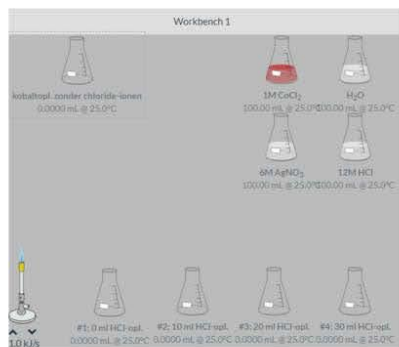 Workbench 1
kobaltopl. zonder chloride-ionen
0.0000 mL @ 25.0°C
1M CoCl₂
100.00 mL @ 25.0°C
H₂O
100.00 mL @ 25.0°C
6M AgNO₃
100.00 mL @ 25.0°C
12M HCl
100.00 mL @ 25.0°C
1.0 kJ/s
#1: 0 ml HCl-opl.
0.0000 mL @ 25.0°C
#2: 10 ml HCl-opl.
0.0000 mL @ 25.0°C
#3: 20 ml HCl-opl.
0.0000 mL @ 25.0°C
#4: 30 ml HCl-opl.
0.0000 mL @ 25.0°C